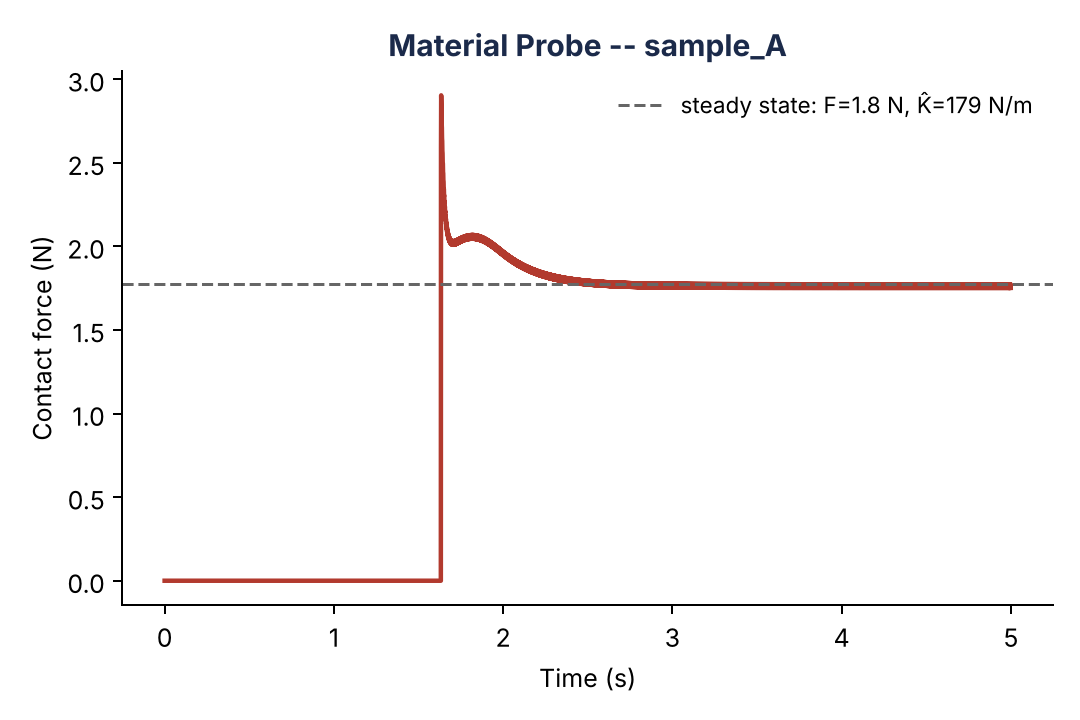 Material Probe -- sample_A
steady state: F=1.8 N, K̂=179 N/m
Contact force (N)
3.0
2.5
2.0
1.5
1.0
0.5
0.0
0 1 2 3 4 5
Time (s)